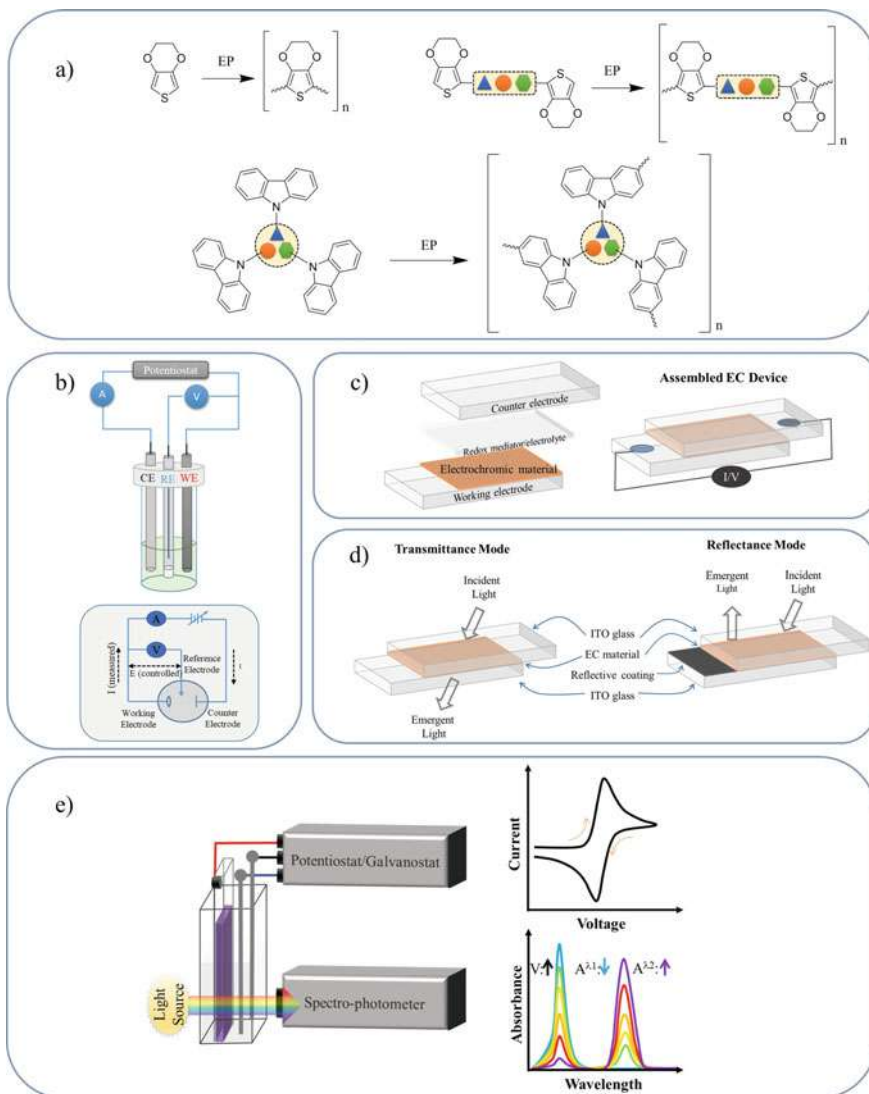 a)
O
O
S
EP
O
O
S
n
O
O
S
S
O
O
EP
O
O
S
S
O
O
n
N
N
N
EP
N
N
N
n
b)
Potentiostat
A
V
CE RE WE
A
V
I (measured)
E (controlled)
Reference
Electrode
I
Working
Electrode
Counter
Electrode
c)
Assembled EC Device
Counter electrode
Redox mediator/electrolyte
Electrochromic material
Working electrode
I/V
d)
Transmittance Mode
Reflectance Mode
Incident
Light
Emergent
Light
Incident
Light
ITO glass
EC material
Reflective coating
ITO glass
Emergent
Light
e)
Potentiostat/Galvanostat
Light
Source
Spectro-photometer
Current
Voltage
V:
Aλ1:
Aλ2:
Absorbance
Wavelength